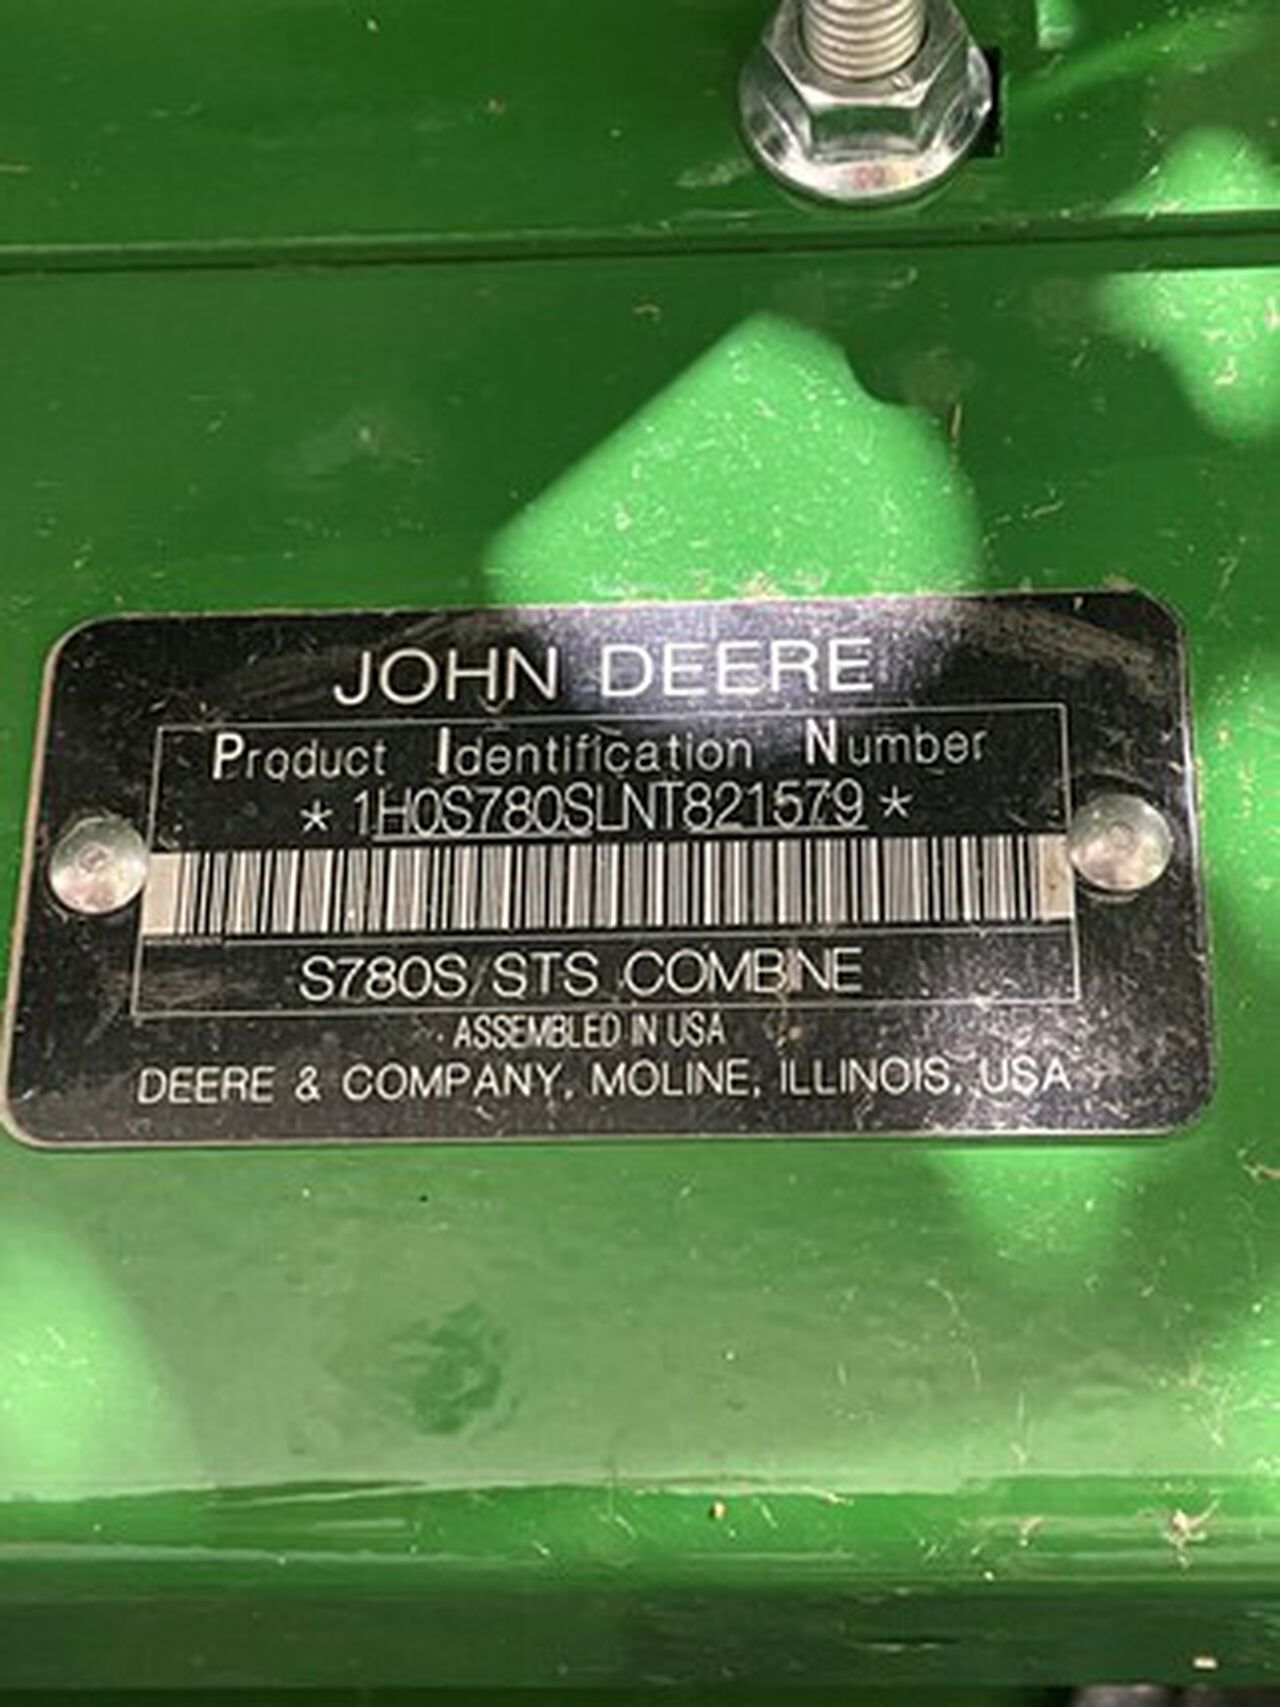 JOHN DEERE
Product Identification Number
* 1H0S780SLNT821579 *
S780S STS COMBINE
ASSEMBLED IN USA
DEERE & COMPANY, MOLINE, ILLINOIS, USA